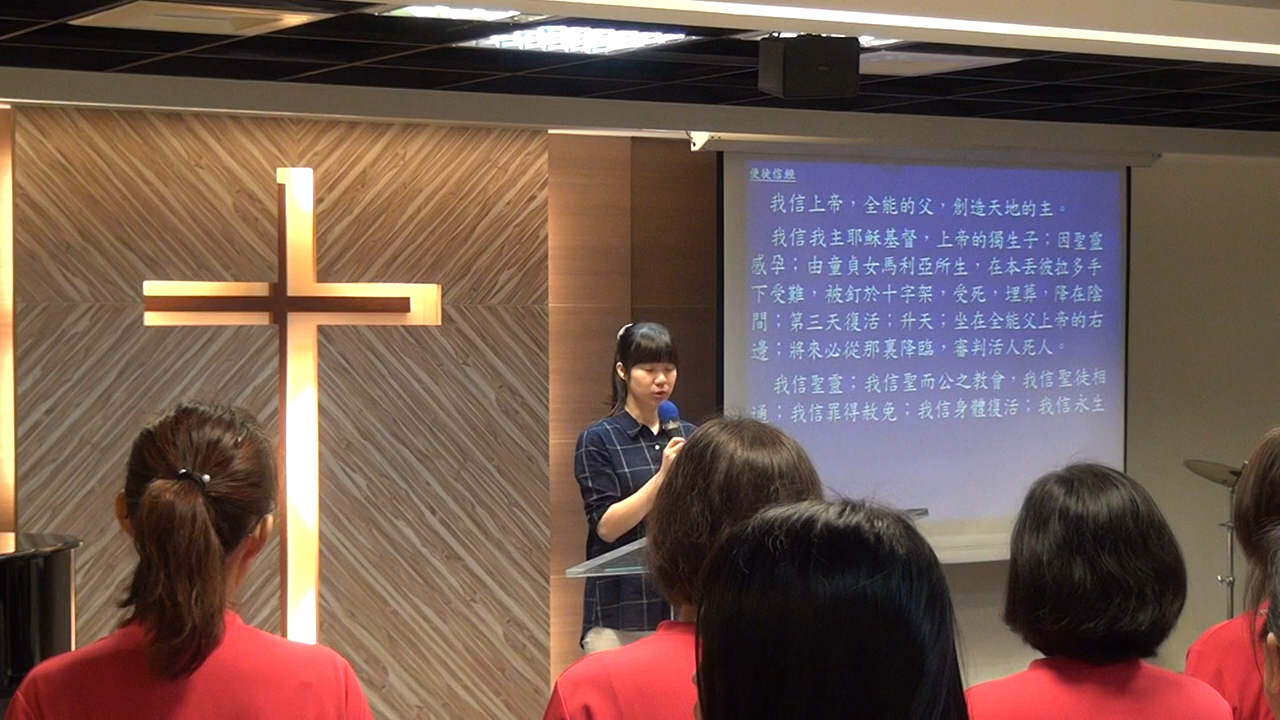 使徒信經
我信上帝，全能的父，創造天地的主。
我信我主耶穌基督，上帝的獨生子；因聖靈
感孕；由童貞女馬利亞所生，在本丟彼拉多手
下受難，被釘於十字架，受死，埋葬，降在陰
間；第三天復活；升天；坐在全能父上帝的右
邊；將來必從那裏降臨，審判活人死人。
我信聖靈；我信聖而公之教會，我信聖徒相
通；我信罪得赦免；我信身體復活；我信永生